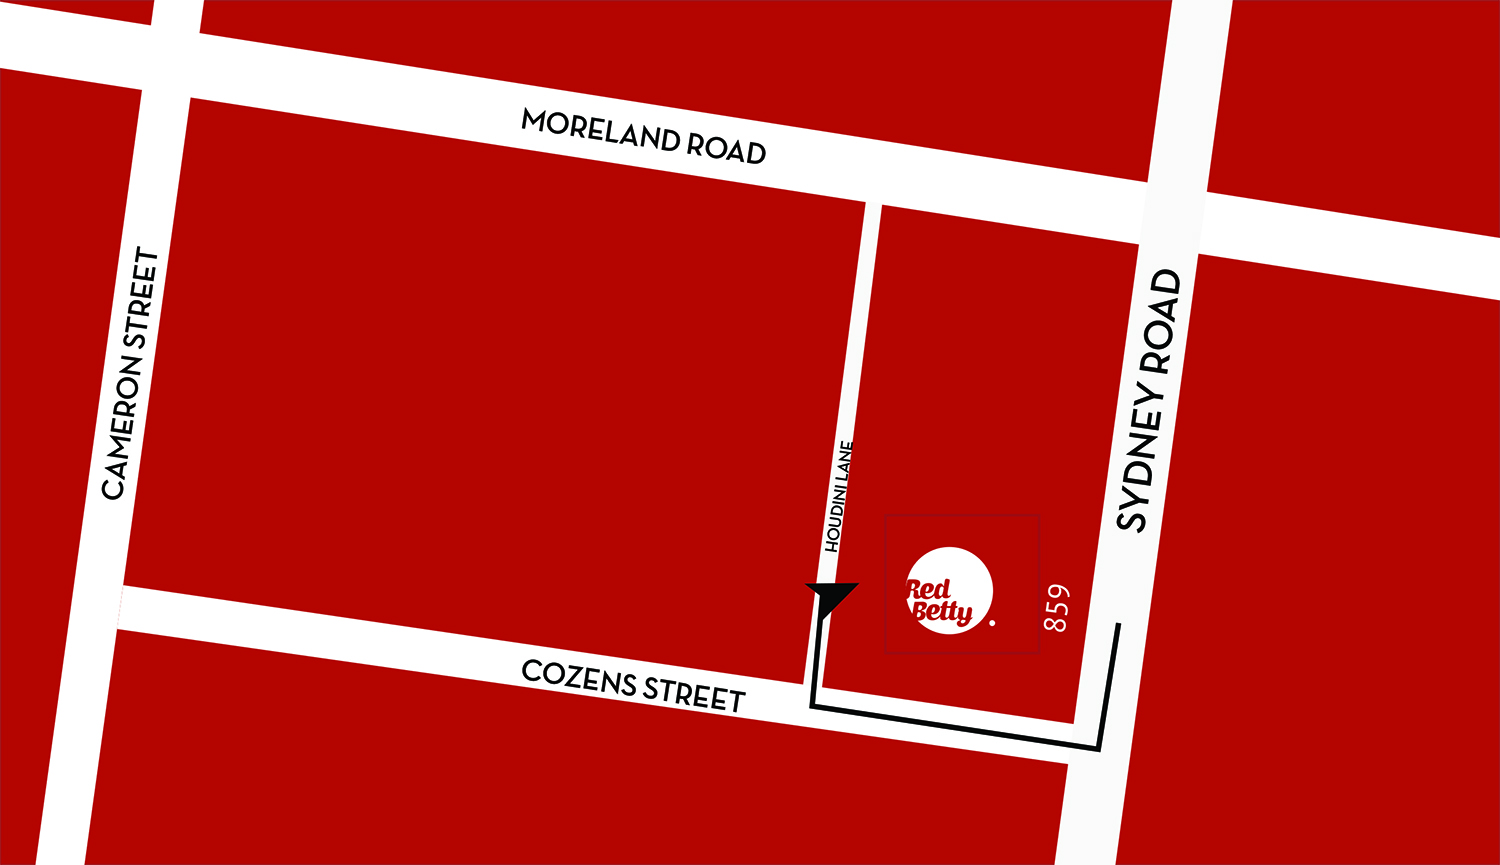 MORELAND ROAD
CAMERON STREET
SYDNEY ROAD
HOUDINI LANE
Red
Betty
859
COZENS STREET